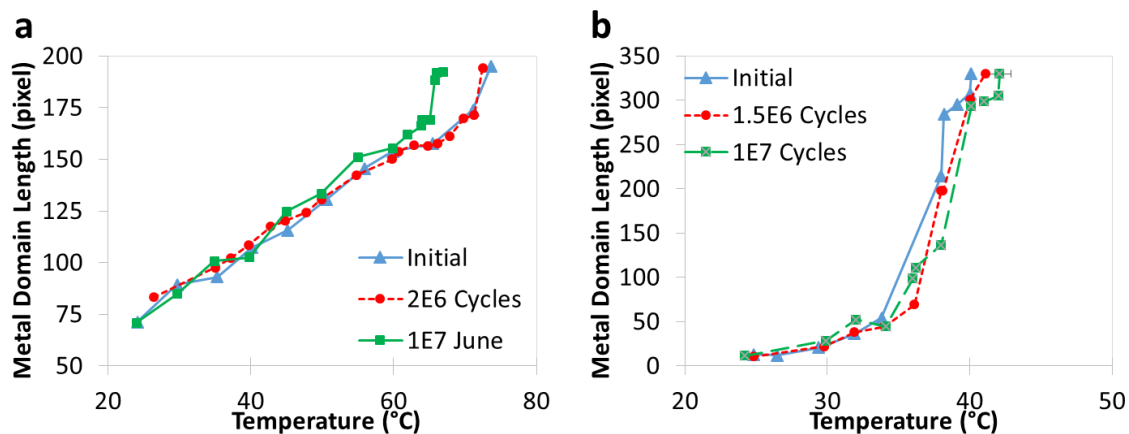 a
Metal Domain Length (pixel)
200
175
150
125
100
75
50
20
40
60
80
Temperature (°C)
Initial
2E6 Cycles
1E7 June
b
Metal Domain Length (pixel)
350
300
250
200
150
100
50
0
20
30
40
50
Temperature (°C)
Initial
1.5E6 Cycles
1E7 Cycles